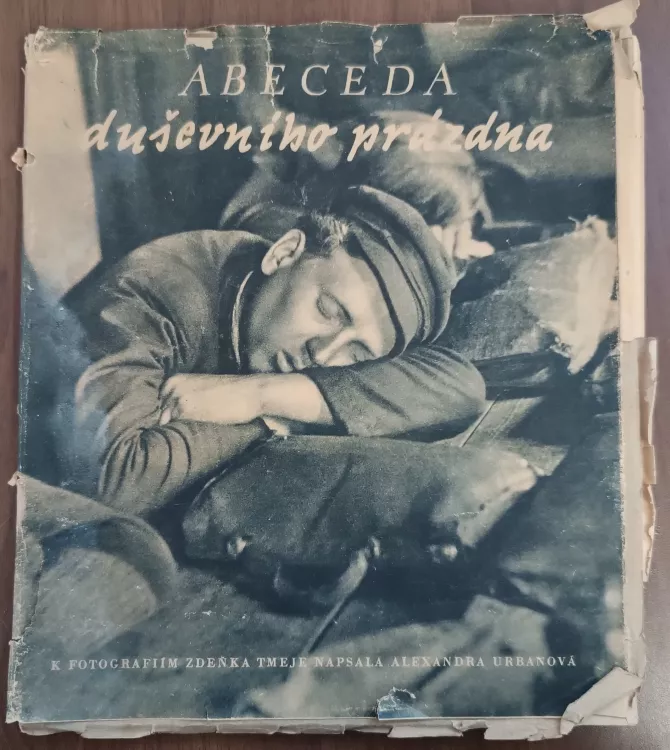 ABECEDA
duševního prázdna
K FOTOGRAFIÍM ZDEŇKA TMEJE NAPSALA ALEXANDRA URBANOVÁ